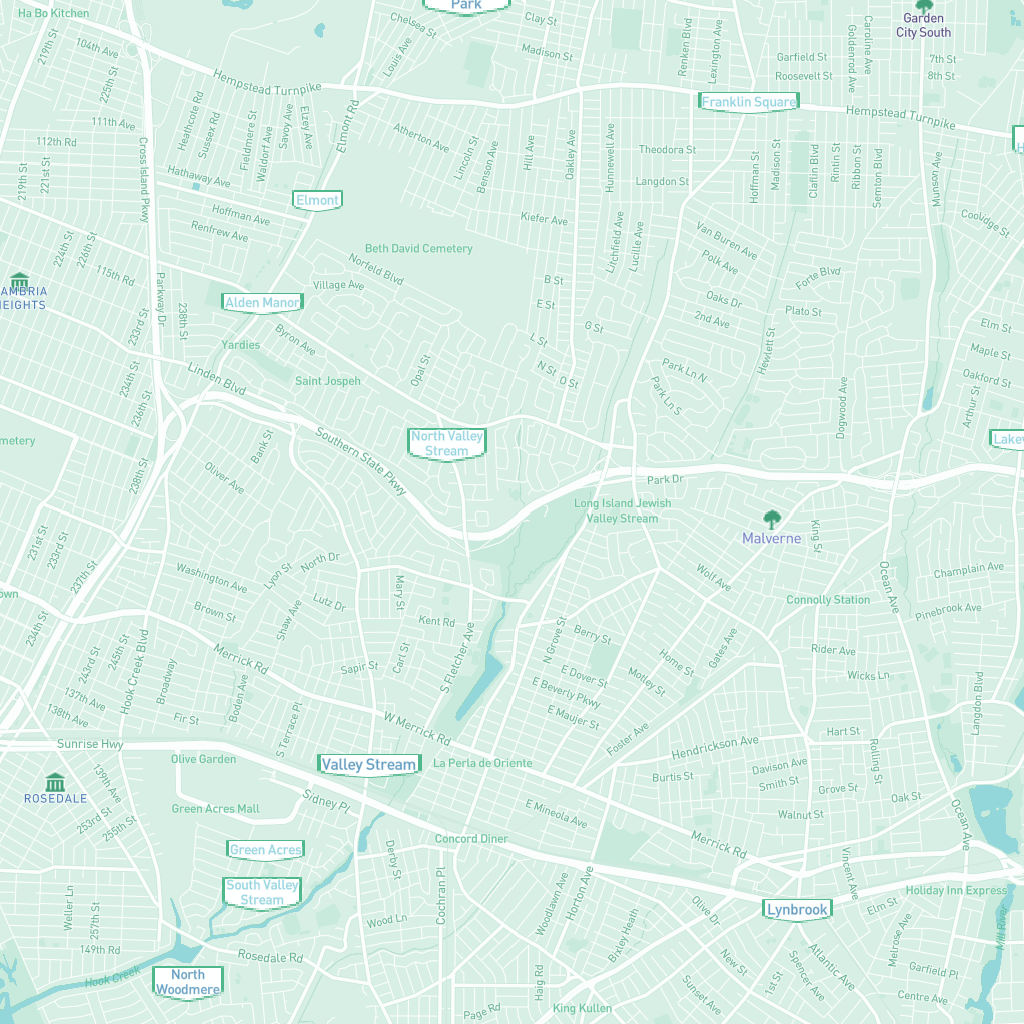 Ha Bo Kitchen
Park
Chelsea St
Clay St
Garden
City South
219th St
104th Ave
Louis Ave
Madison St
Renken Blvd
Lexington Ave
Garfield St
Goldenrod Ave
Caroline Ave
7th St
8th St
Roosevelt St
225th St
Hempstead Turnpike
Franklin Square
Hempstead Turnpike
111th Ave
Heathcote Rd
Sussex Rd
Fieldmere St
Waldorf Ave
Savoy Ave
Elzey Ave
Elmont Rd
Atherton Ave
Lincoln St
Benson Ave
Hill Ave
Oakley Ave
Hunnewell Ave
Theodora St
Langdon St
Hoffman St
Madison St
Claflin Blvd
Rintin St
Ribbon St
Semton Blvd
Munson Ave
112th Rd
219th St
221st St
Cross Island Pkwy
Hathaway Ave
Elmont
Hoffman Ave
Renfrew Ave
Kiefer Ave
Litchfield Ave
Lucille Ave
Van Buren Ave
Polk Ave
Coolidge St
224th St
226th St
115th Rd
Beth David Cemetery
Norfeld Blvd
Village Ave
B St
E St
G St
L St
N St
O St
Forte Blvd
Oaks Dr
2nd Ave
Plato St
AMBRIA
HEIGHTS
Parkway Dr
238th St
233rd St
Alden Manor
Byron Ave
Yardies
Linden Blvd
Saint Jospeh
Opal St
Park Ln N
Park Ln S
Hewlett St
Dogwood Ave
Elm St
Maple St
Oakford St
Arthur St
234th St
236th St
emetery
238th St
Bank St
Oliver Ave
Southern State Pkwy
North Valley
Stream
Park Dr
Lakev
Long Island Jewish
Valley Stream
Malverne
King St
231st St
233rd St
237th St
234th St
own
Washington Ave
Lyon St
North Dr
Lutz Dr
Shaw Ave
Brown St
Mary St
Kent Rd
Carl St
S Fletcher Ave
Wolf Ave
Ocean Ave
Champlain Ave
Connolly Station
Pinebrook Ave
Merrick Rd
Sapir St
Hook Creek Blvd
245th St
243rd St
Broadway
Boden Ave
137th Ave
138th Ave
Fir St
S Terrace Pl
W Merrick Rd
N Grove St
Berry St
E Dover St
E Beverly Pkwy
E Maujer St
Home St
Motley St
Gates Ave
Foster Ave
Rider Ave
Wicks Ln
Langdon Blvd
Hart St
Hendrickson Ave
Rolling St
Davison Ave
Burtis St
Smith St
Grove St
Oak St
Walnut St
Ocean Ave
Sunrise Hwy
Olive Garden
Valley Stream
La Perla de Oriente
ROSEDALE
139th Ave
253rd St
255th St
Green Acres Mall
Sidney Pl
E Mineola Ave
Merrick Rd
Concord Diner
Green Acres
Derby St
Cochran Pl
South Valley
Stream
Weller Ln
257th St
149th Rd
Wood Ln
Woodlawn Ave
Horton Ave
Bixley Heath
Olive Dr
Lynbrook
Vincent Ave
Holiday Inn Express
Elm St
Melrose Ave
Mill River
Hook Creek
Rosedale Rd
North
Woodmere
Haig Rd
Page Rd
King Kullen
New St
Sunset Ave
1st St
Spencer Ave
Atlantic Ave
Garfield Pl
Centre Ave